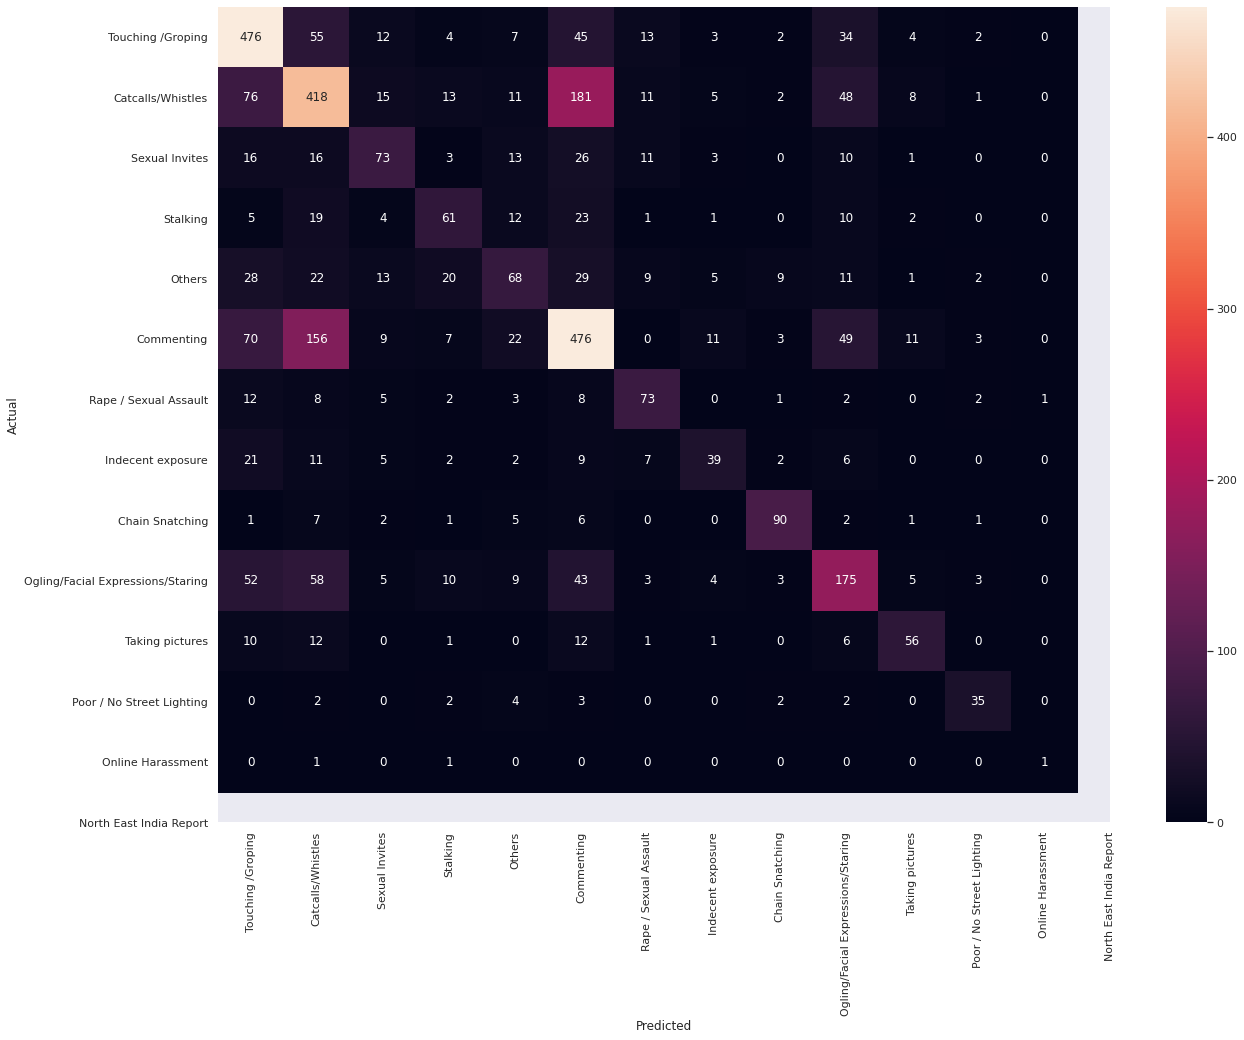 Touching /Groping 476 55 12 4 7 45 13 3 2 34 4 2 0
Catcalls/Whistles 76 418 15 13 11 181 11 5 2 48 8 1 0
400
Sexual Invites 16 16 73 3 13 26 11 3 0 10 1 0 0
Stalking 5 19 4 61 12 23 1 1 0 10 2 0 0
Others 28 22 13 20 68 29 9 5 9 11 1 2 0
300
Commenting 70 156 9 7 22 476 0 11 3 49 11 3 0
Rape / Sexual Assault 12 8 5 2 3 8 73 0 1 2 0 2 1
Actual
Indecent exposure 21 11 5 2 2 9 7 39 2 6 0 0 0
200
Chain Snatching 1 7 2 1 5 6 0 0 90 2 1 1 0
Ogling/Facial Expressions/Staring 52 58 5 10 9 43 3 4 3 175 5 3 0
Taking pictures 10 12 0 1 0 12 1 1 0 6 56 0 0
100
Poor / No Street Lighting 0 2 0 2 4 3 0 0 2 2 0 35 0
Online Harassment 0 1 0 1 0 0 0 0 0 0 0 0 1
North East India Report
0
Touching /Groping
Catcalls/Whistles
Sexual Invites
Stalking
Others
Commenting
Rape / Sexual Assault
Indecent exposure
Chain Snatching
Ogling/Facial Expressions/Staring
Taking pictures
Poor / No Street Lighting
Online Harassment
North East India Report
Predicted